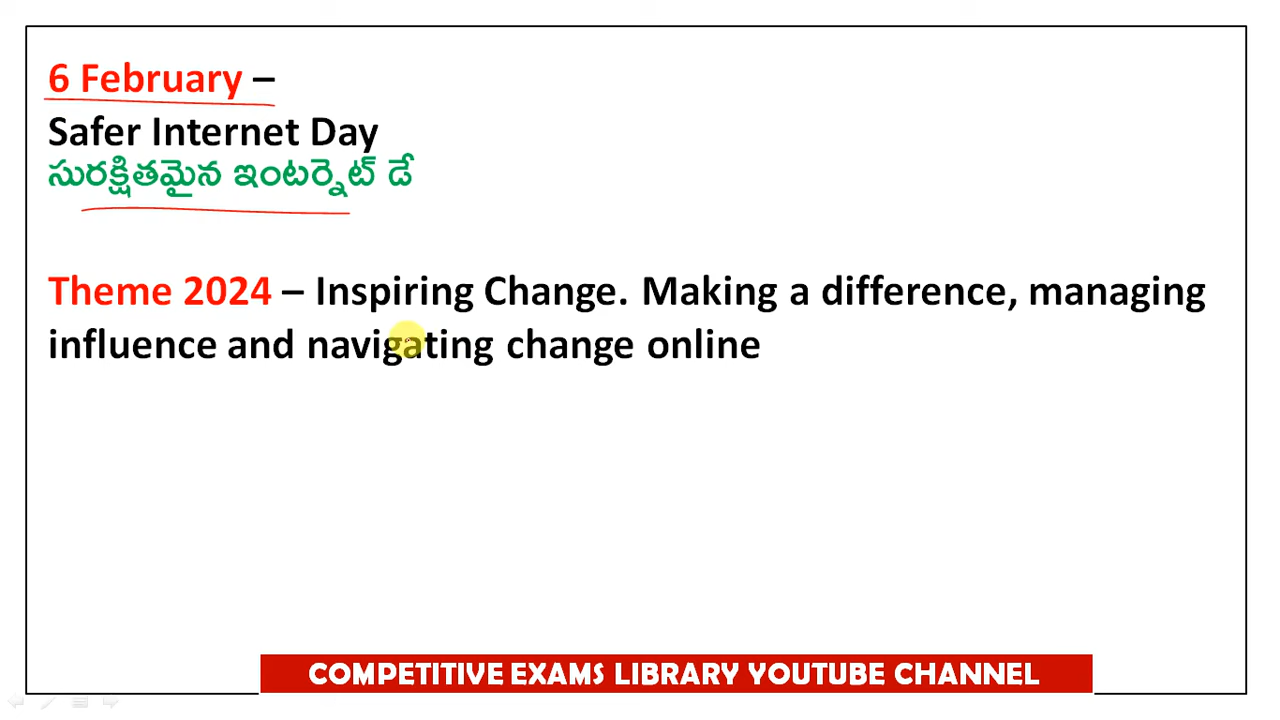 6 February –
Safer Internet Day
సురక్షితమైన ఇంటర్నెట్ డే
Theme 2024 – Inspiring Change. Making a difference, managing
influence and navigating change online
COMPETITIVE EXAMS LIBRARY YOUTUBE CHANNEL